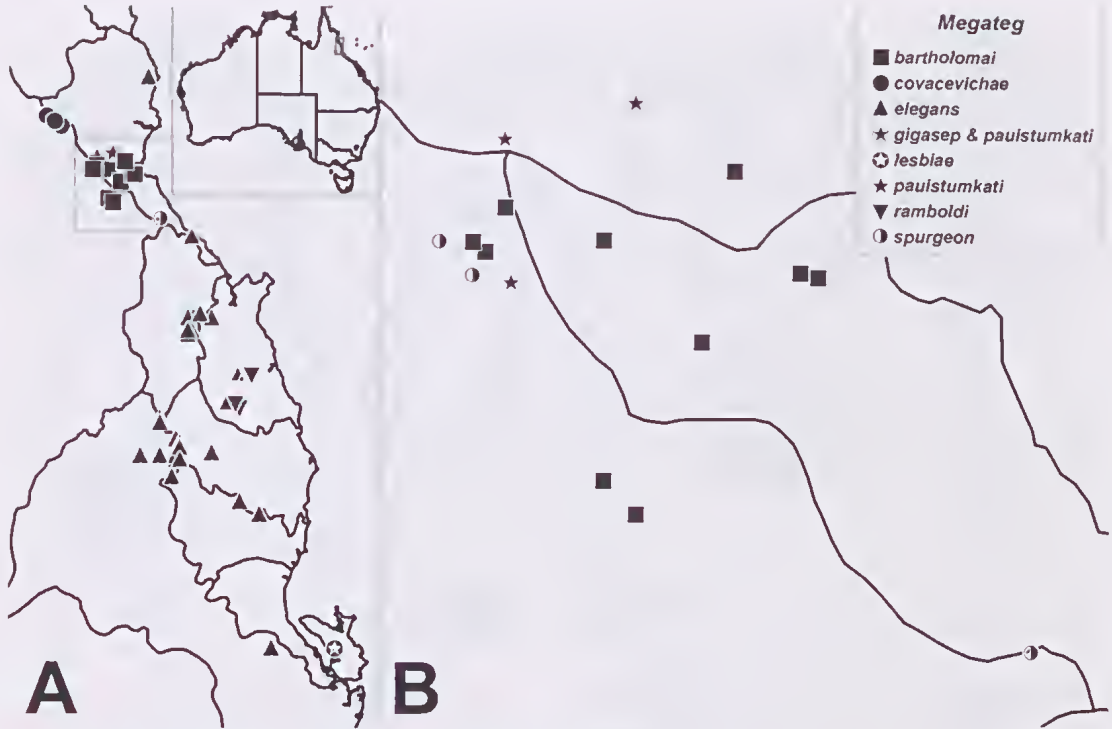 Megateg
bartholomai
covacevichae
elegans
gigasep & paulstumkati
lesbiae
paulstumkati
ramboldi
spurgeon
A
B